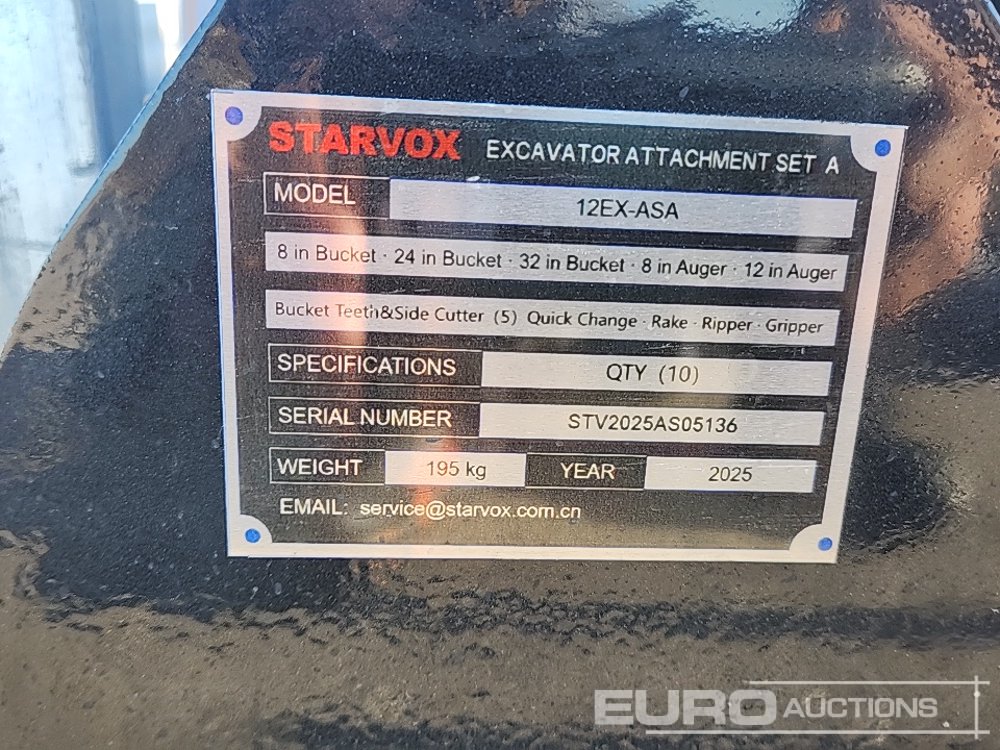 STARVOX EXCAVATOR ATTACHMENT SET A
MODEL 12EX-ASA
8 in Bucket · 24 in Bucket · 32 in Bucket · 8 in Auger · 12 in Auger
Bucket Teeth&Side Cutter (5) Quick Change · Rake · Ripper · Gripper
SPECIFICATIONS QTY (10)
SERIAL NUMBER STV2025AS05136
WEIGHT 195 kg YEAR 2025
EMAIL: service@starvox.com.cn
EURO AUCTIONS